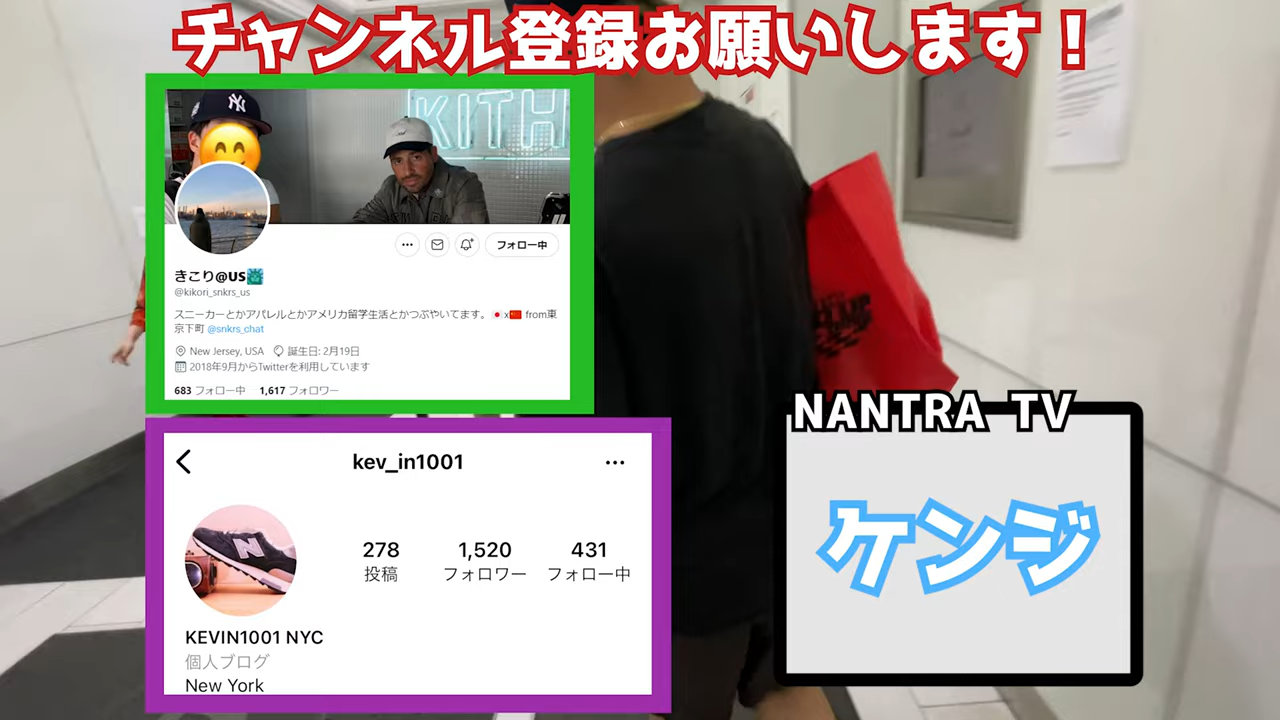 チャンネル登録お願いします！
NY
KITH
フォロー中
きこり@US
@kikori_snkrs_us
スニーカーとかアパレルとかアメリカ留学生活とかつぶやいてます。🇯🇵x🇨🇳 from東
京下町 @snkrs_chat
New Jersey, USA 誕生日: 2月19日
2018年9月からTwitterを利用しています
683 フォロー中 1,617 フォロワー
NANTRA TV
ケンジ
kev_in1001
N
278 1,520 431
投稿 フォロワー フォロー中
KEVIN1001 NYC
個人ブログ
New York